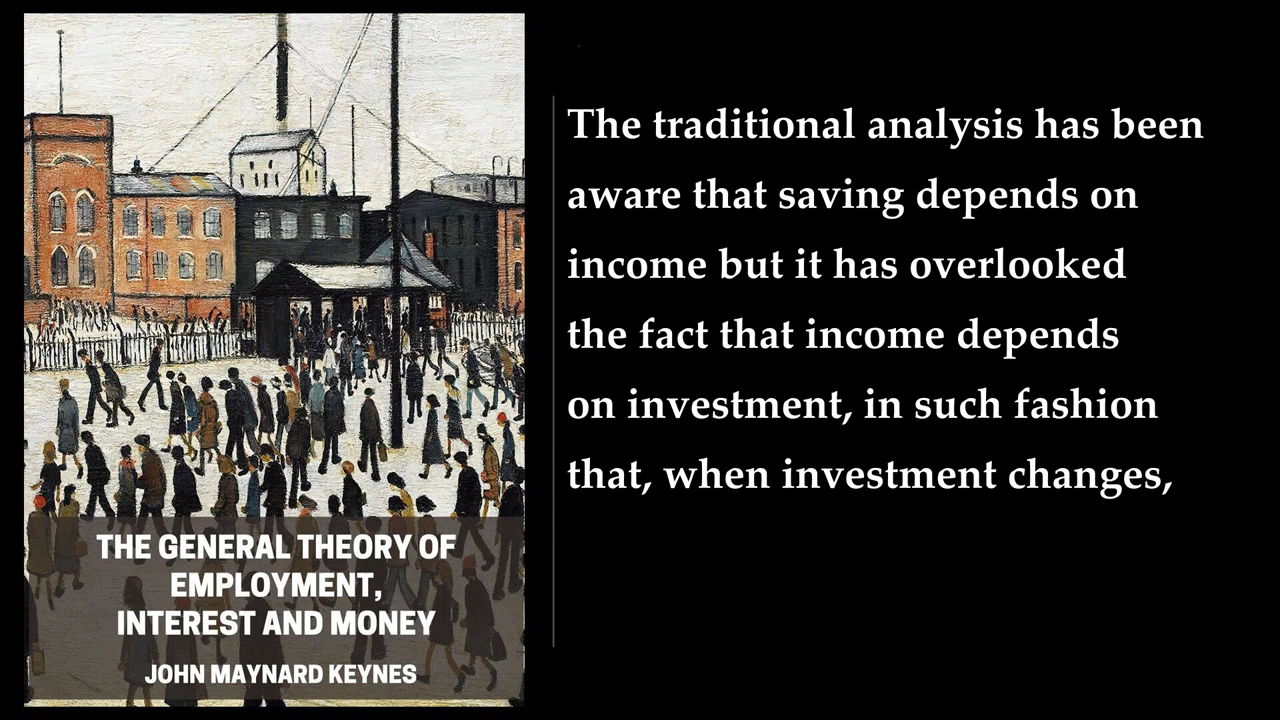 THE GENERAL THEORY OF
EMPLOYMENT,
INTEREST AND MONEY
JOHN MAYNARD KEYNES
The traditional analysis has been
aware that saving depends on
income but it has overlooked
the fact that income depends
on investment, in such fashion
that, when investment changes,